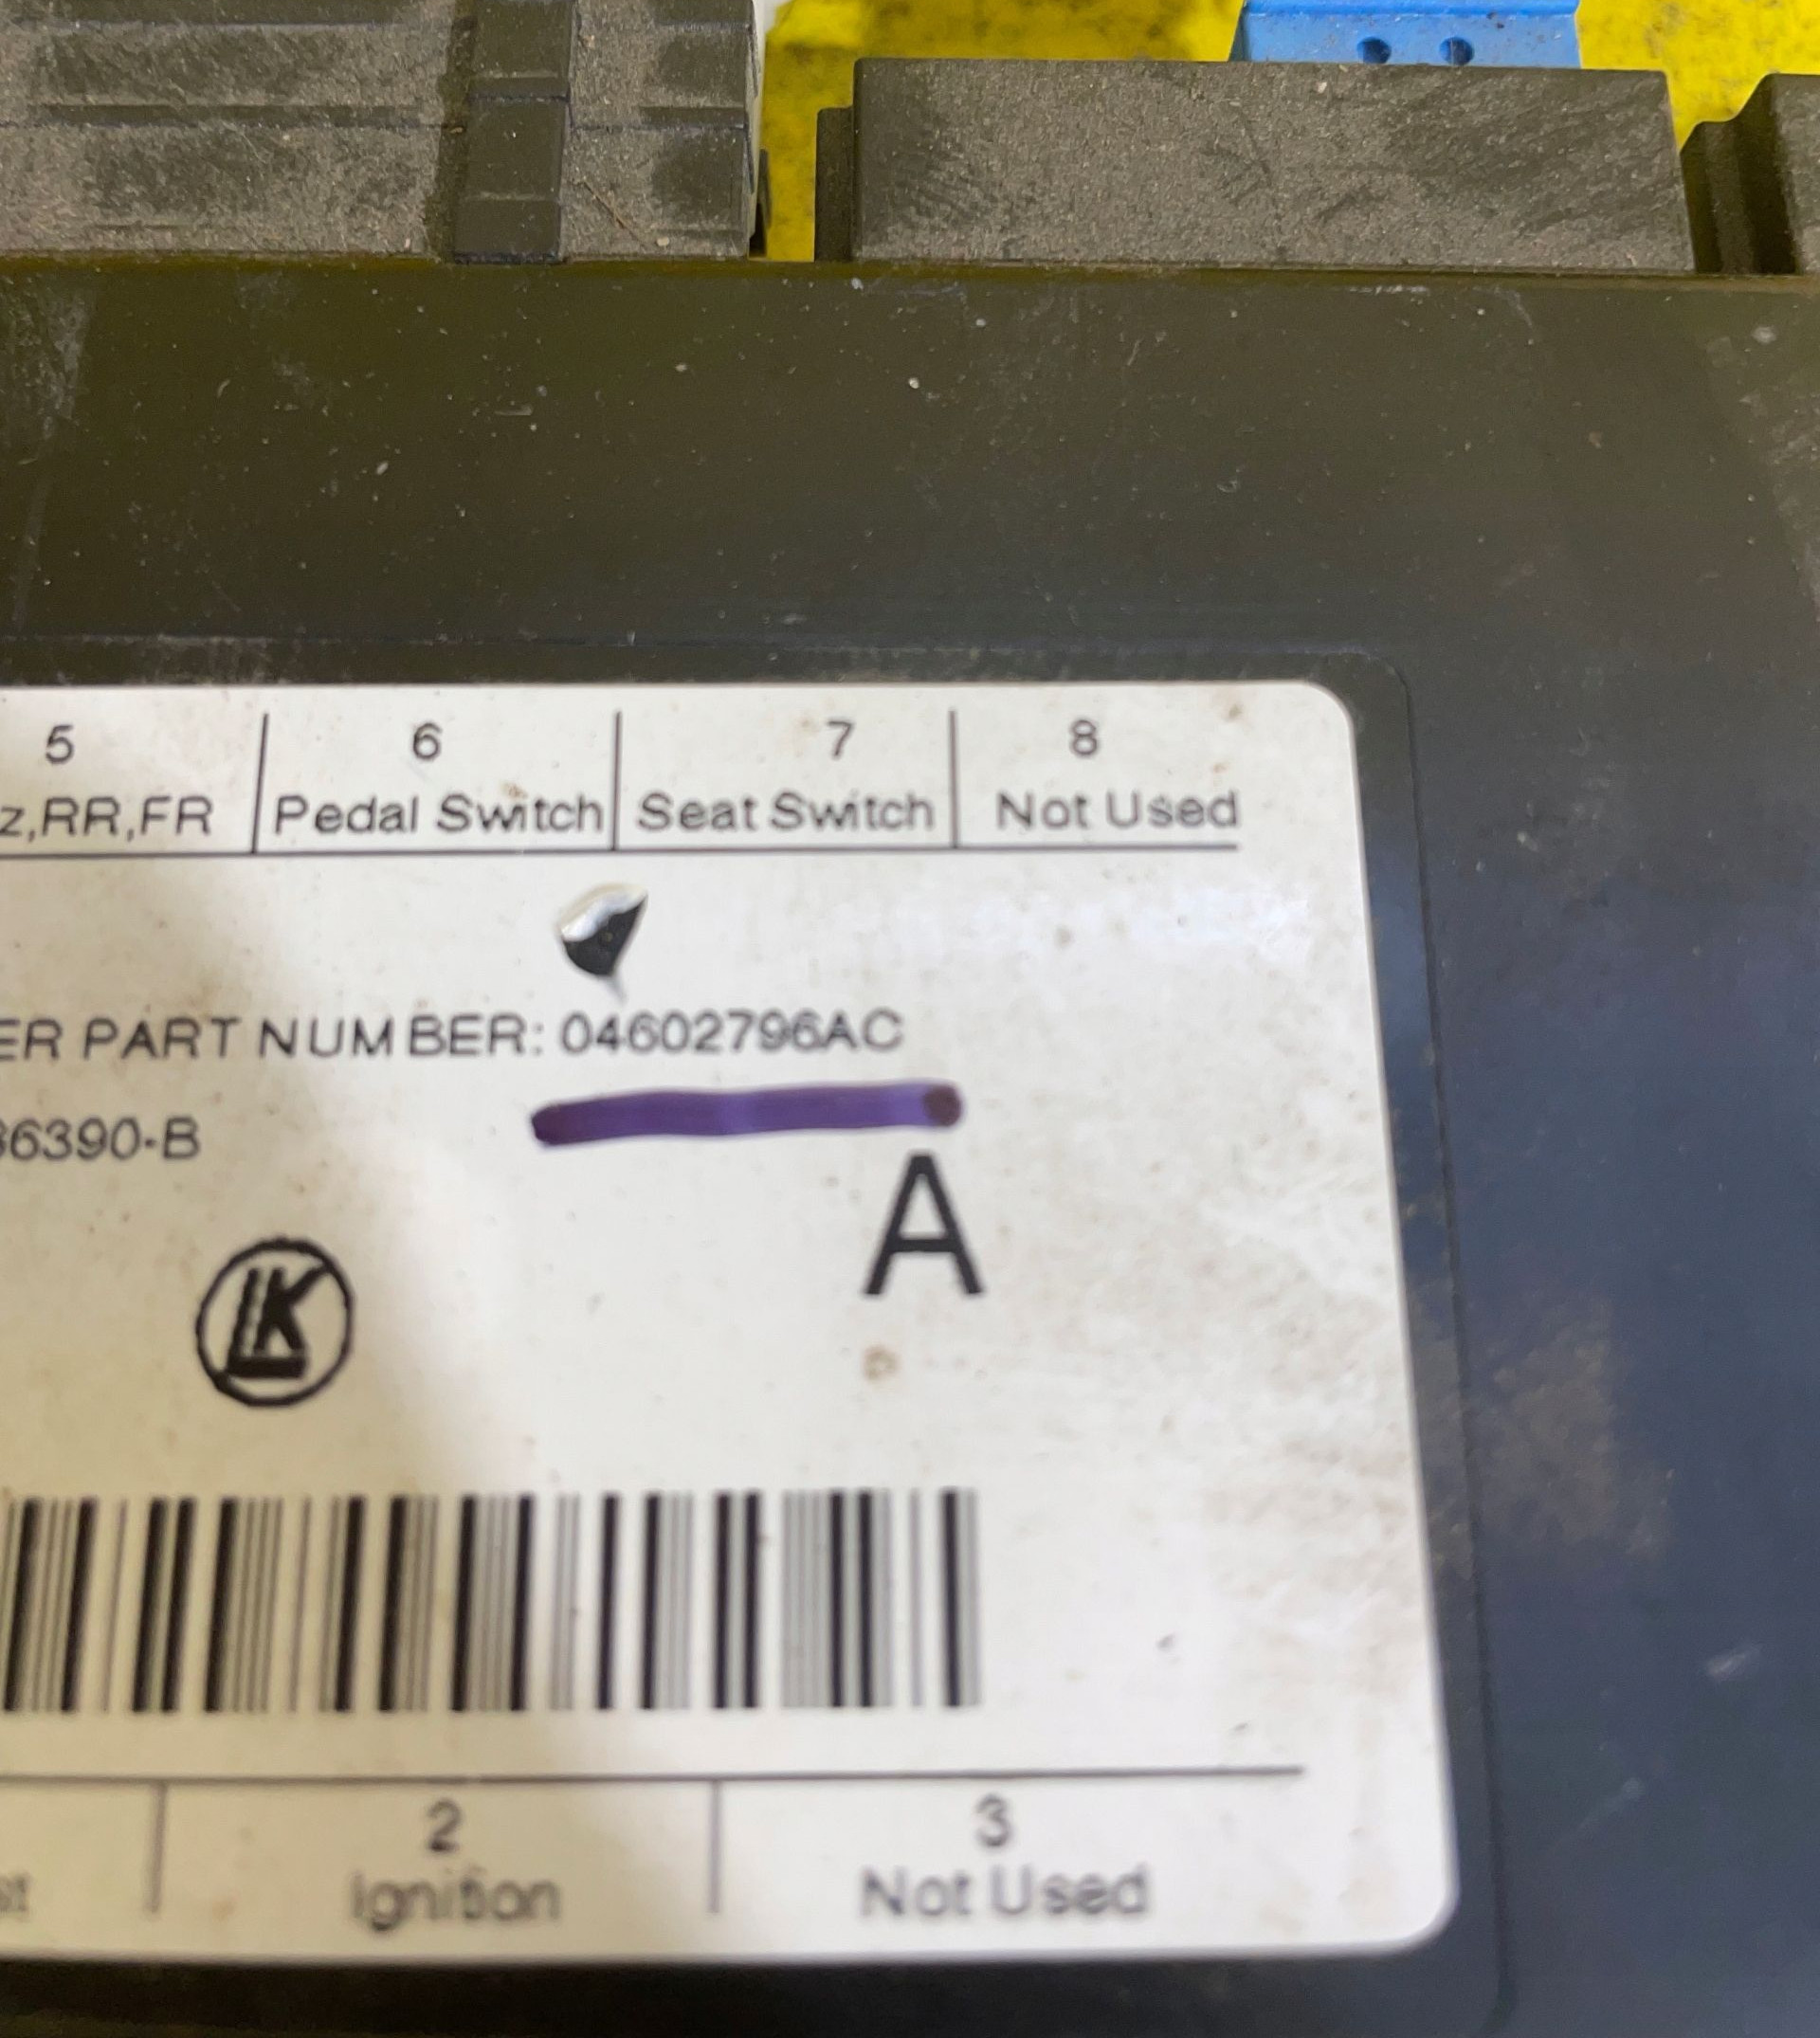 5 6 7 8
z,RR,FR Pedal Switch Seat Switch Not Used
ER PART NUMBER: 04602796AC
36390-B
A
LK
2 3
Ignition Not Used